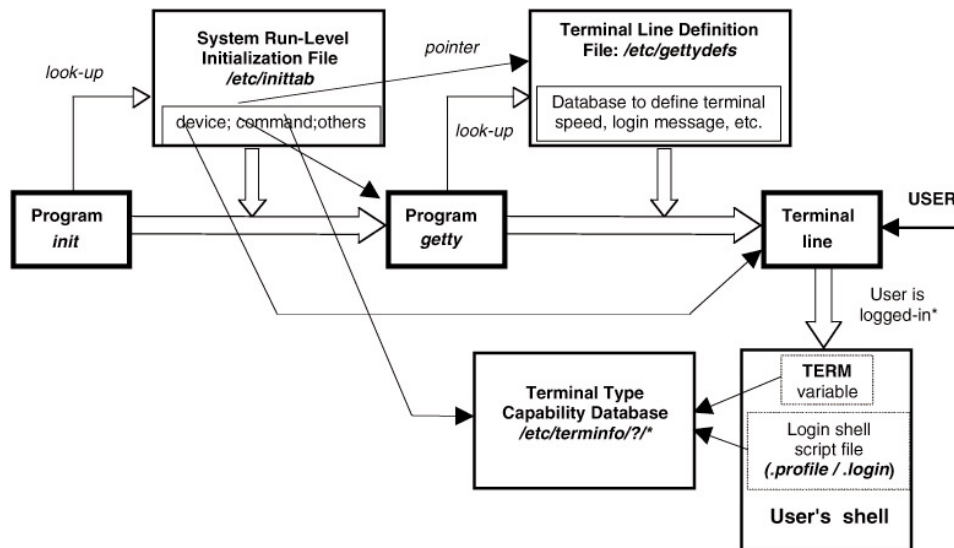 System Run-Level
Initialization File
/etc/inittab
device; command;others
look-up
pointer
Terminal Line Definition
File: /etc/gettydefs
Database to define terminal
speed, login message, etc.
look-up
Program
init
Program
getty
Terminal
line
USER
User is
logged-in*
Terminal Type
Capability Database
/etc/terminfo/?/*
TERM
variable
Login shell
script file
(.profile / .login)
User's shell